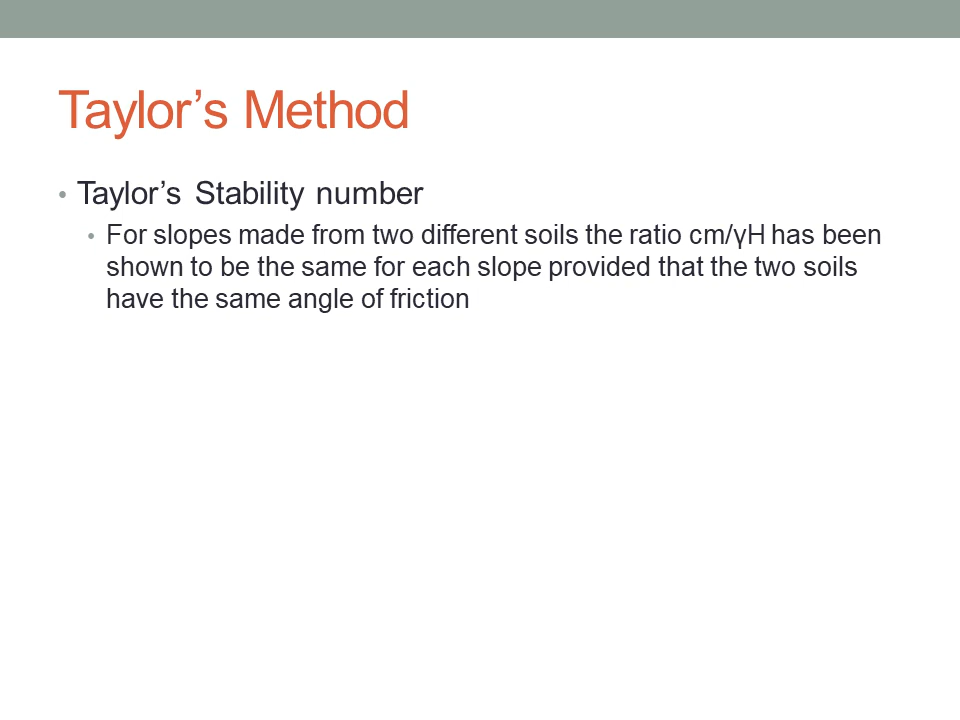 Taylor’s Method
• Taylor’s Stability number
• For slopes made from two different soils the ratio cm/γH has been
shown to be the same for each slope provided that the two soils
have the same angle of friction